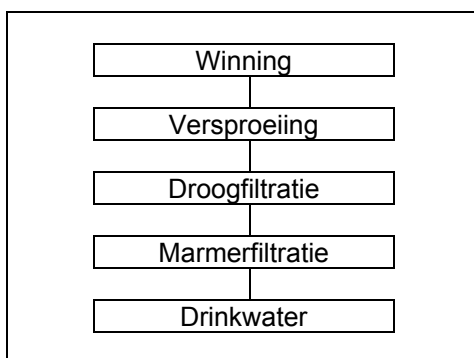 Winning
Versproeiing
Droogfiltratie
Marmerfiltratie
Drinkwater